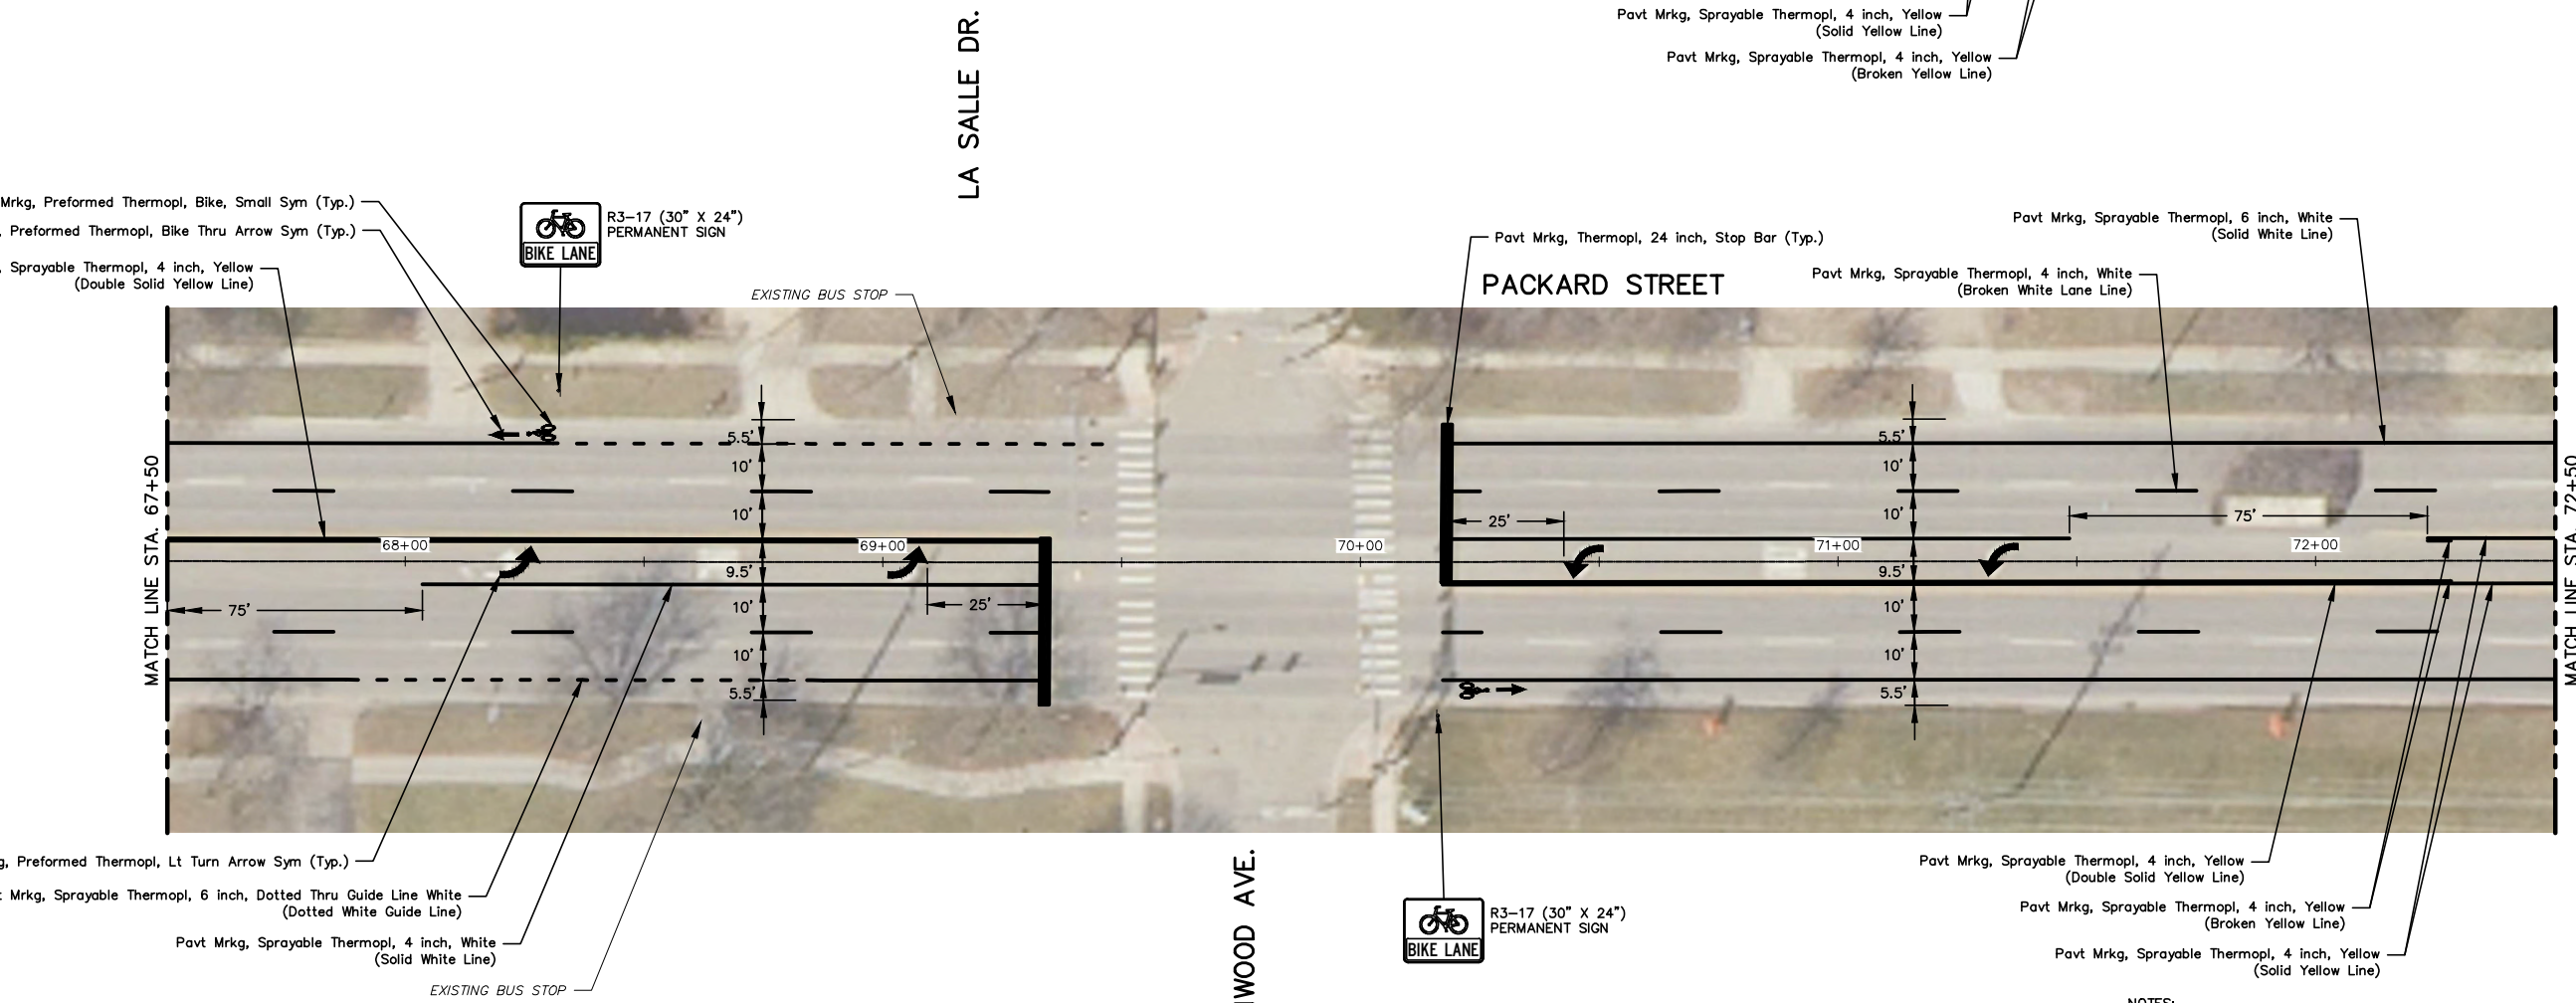 Pavt Mrkg, Sprayable Thermopl, 4 inch, Yellow
(Solid Yellow Line)
Pavt Mrkg, Sprayable Thermopl, 4 inch, Yellow
(Broken Yellow Line)
LA SALLE DR.
Mrkg, Preformed Thermopl, Bike, Small Sym (Typ.)
, Preformed Thermopl, Bike Thru Arrow Sym (Typ.)
, Sprayable Thermopl, 4 inch, Yellow
(Double Solid Yellow Line)
BIKE LANE
R3-17 (30" X 24")
PERMANENT SIGN
EXISTING BUS STOP
Pavt Mrkg, Thermopl, 24 inch, Stop Bar (Typ.)
PACKARD STREET
Pavt Mrkg, Sprayable Thermopl, 6 inch, White
(Solid White Line)
Pavt Mrkg, Sprayable Thermopl, 4 inch, White
(Broken White Lane Line)
MATCH LINE STA. 67+50
5.5'
10'
10'
9.5'
10'
10'
5.5'
68+00
69+00
70+00
71+00
72+00
75'
25'
25'
75'
5.5'
10'
10'
9.5'
10'
10'
5.5'
MATCH LINE STA. 72+50
, Preformed Thermopl, Lt Turn Arrow Sym (Typ.)
Mrkg, Sprayable Thermopl, 6 inch, Dotted Thru Guide Line White
(Dotted White Guide Line)
Pavt Mrkg, Sprayable Thermopl, 4 inch, White
(Solid White Line)
EXISTING BUS STOP
WOOD AVE.
BIKE LANE
R3-17 (30" X 24")
PERMANENT SIGN
Pavt Mrkg, Sprayable Thermopl, 4 inch, Yellow
(Double Solid Yellow Line)
Pavt Mrkg, Sprayable Thermopl, 4 inch, Yellow
(Broken Yellow Line)
Pavt Mrkg, Sprayable Thermopl, 4 inch, Yellow
(Solid Yellow Line)
NOTES: